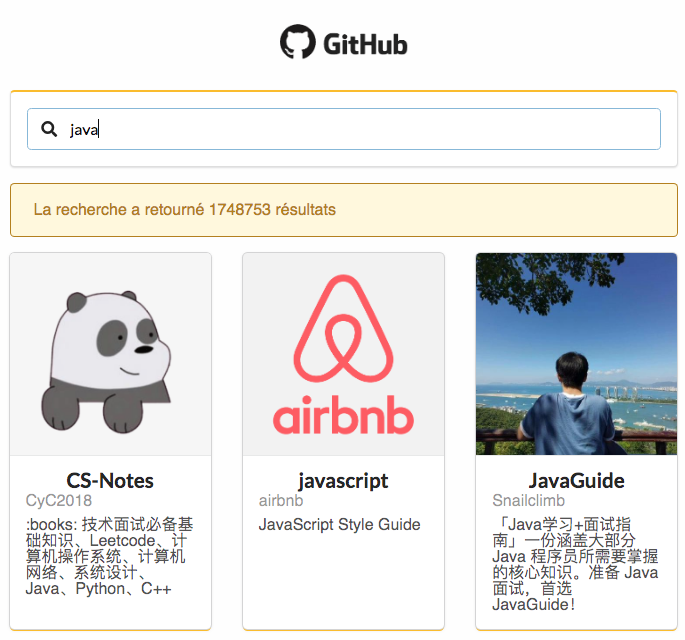 GitHub
java
La recherche a retourné 1748753 résultats
airbnb
CS-Notes
CyC2018
:books: 技术面试必备基
础知识、Leetcode、计
算机操作系统、计算机
网络、系统设计、
Java、Python、C++
javascript
airbnb
JavaScript Style Guide
JavaGuide
Snailclimb
「Java学习+面试指
南」一份涵盖大部分
Java 程序员所需要掌握
的核心知识。准备 Java
面试，首选
JavaGuide！